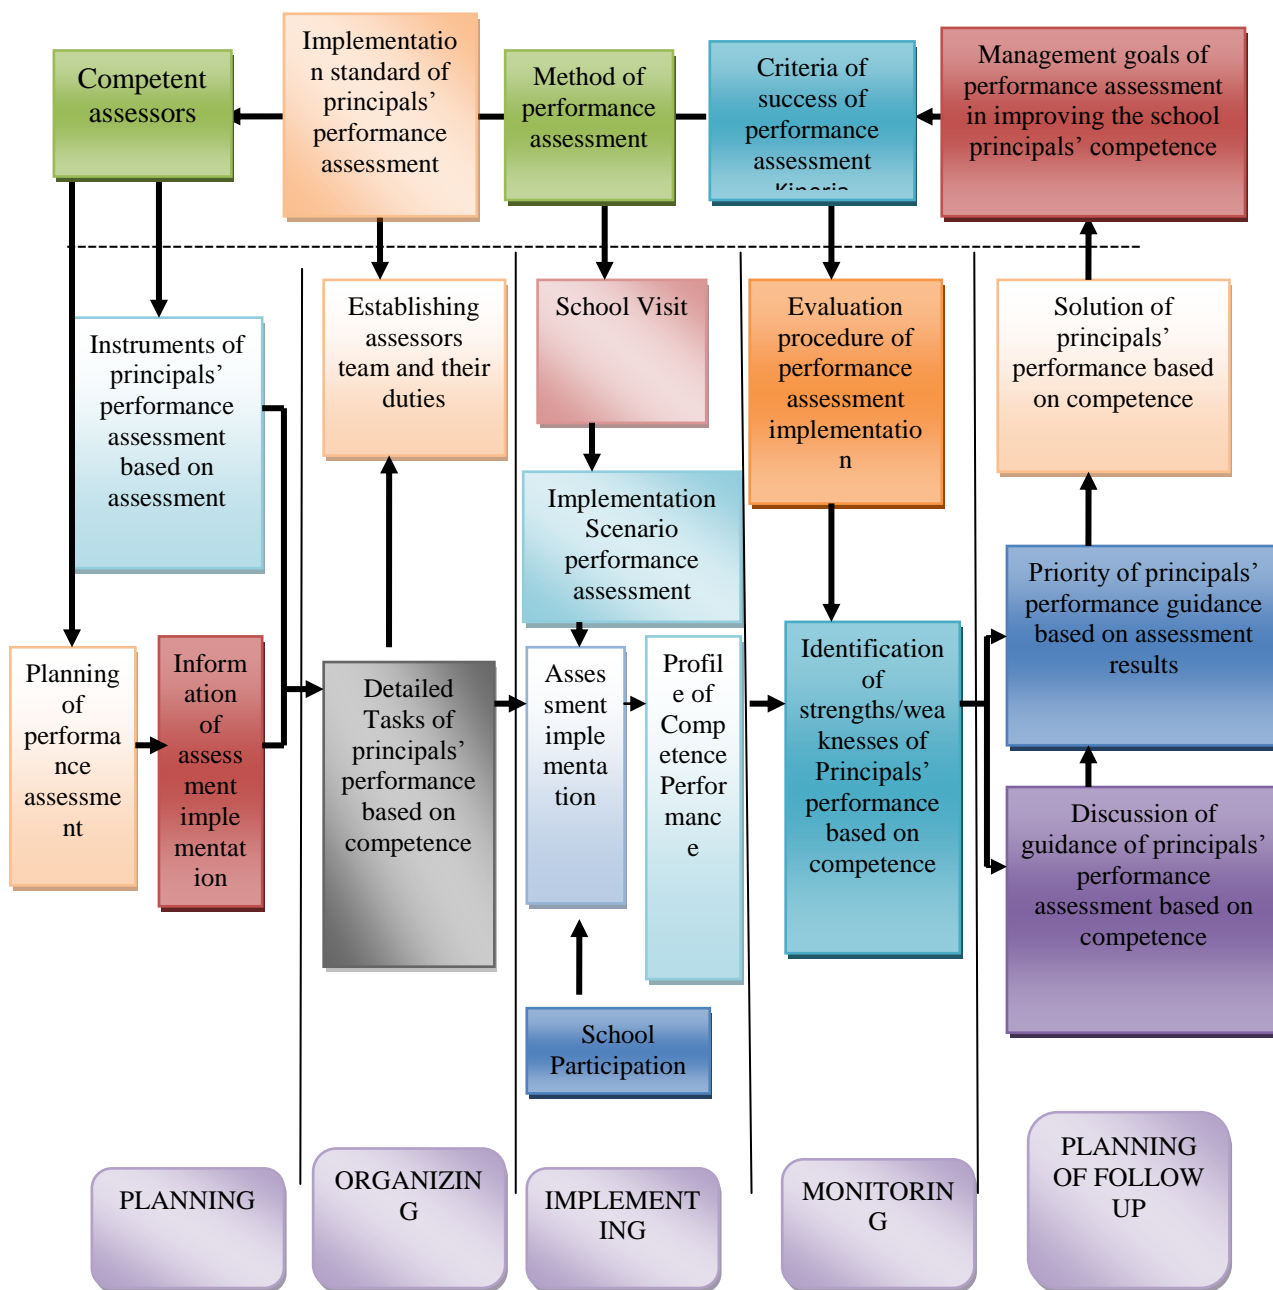 Competent
assessors
Implementatio
n standard of
principals'
performance
assessment
Method of
performance
assessment
Criteria of
success of
performance
assessment
Management goals of
performance assessment
in improving the school
principals' competence
Instruments of
principals'
performance
assessment
based on
assessment
Establishing
assessors
team and their
duties
School Visit
Evaluation
procedure of
performance
assessment
implementatio
n
Solution of
principals'
performance based
on competence
Implementation
Scenario
performance
assessment
Priority of principals'
performance guidance
based on assessment
results
Planning
of
performa
nce
assessme
nt
Inform
ation
of
assess
ment
imple
mentat
ion
Detailed
Tasks of
principals'
performance
based on
competence
Asses
sment
imple
menta
tion
Profil
e of
Comp
etence
Perfor
manc
e
Identification
of
strengths/wea
knesses of
Principals'
performance
based on
competence
Discussion of
guidance of principals'
performance
assessment based on
competence
School
Participation
PLANNING
ORGANIZIN
G
IMPLEMENT
ING
MONITORIN
G
PLANNING
OF FOLLOW
UP